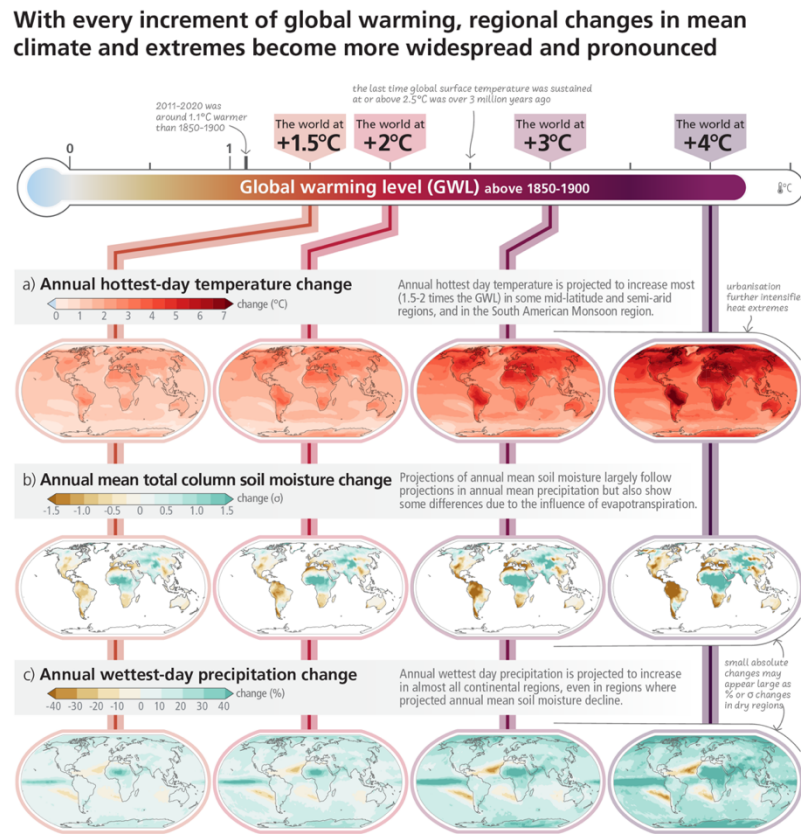 With every increment of global warming, regional changes in mean
climate and extremes become more widespread and pronounced
2011-2020 was
around 1.1°C warmer
than 1850-1900
the last time global surface temperature was sustained
at or above 2.5°C was over 3 million years ago
The world at
+1.5°C
The world at
+2°C
The world at
+3°C
The world at
+4°C
0
1
Global warming level (GWL) above 1850-1900
°C
a) Annual hottest-day temperature change
change (°C)
0 1 2 3 4 5 6 7
Annual hottest day temperature is projected to increase most
(1.5-2 times the GWL) in some mid-latitude and semi-arid
regions, and in the South American Monsoon region.
urbanisation
further intensifies
heat extremes
b) Annual mean total column soil moisture change
change (σ)
-1.5 -1.0 -0.5 0 0.5 1.0 1.5
Projections of annual mean soil moisture largely follow
projections in annual mean precipitation but also show
some differences due to the influence of evapotranspiration.
c) Annual wettest-day precipitation change
change (%)
-40 -30 -20 -10 0 10 20 30 40
Annual wettest day precipitation is projected to increase
in almost all continental regions, even in regions where
projected annual mean soil moisture decline.
small absolute
changes may
appear large as
% or σ changes
in dry regions